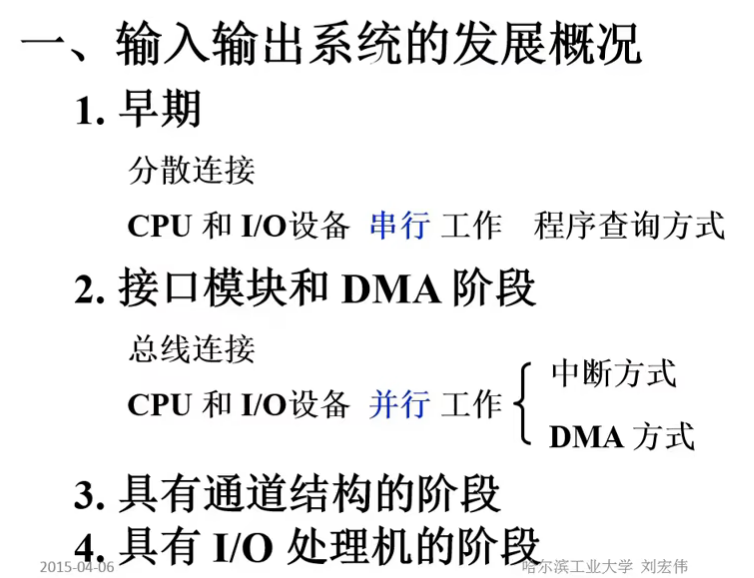 一、输入输出系统的发展概况
1. 早期
分散连接
CPU 和 I/O设备 串行 工作 程序查询方式
2. 接口模块和 DMA 阶段
总线连接
CPU 和 I/O设备 并行 工作
中断方式
DMA 方式
3. 具有通道结构的阶段
4. 具有 I/O 处理机的阶段
2015-04-06
哈尔滨工业大学 刘宏伟